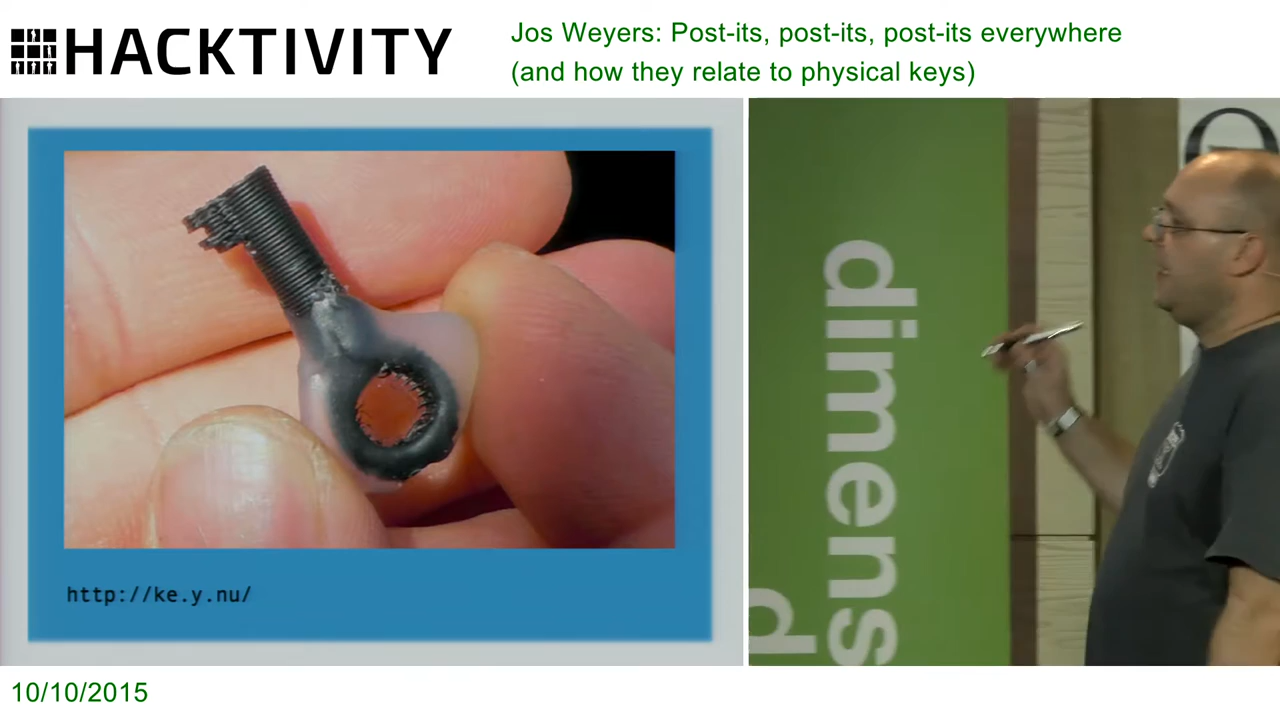 HACKTIVITY
Jos Weyers: Post-its, post-its, post-its everywhere
(and how they relate to physical keys)
http://ke.y.nu/
dimens
d
10/10/2015